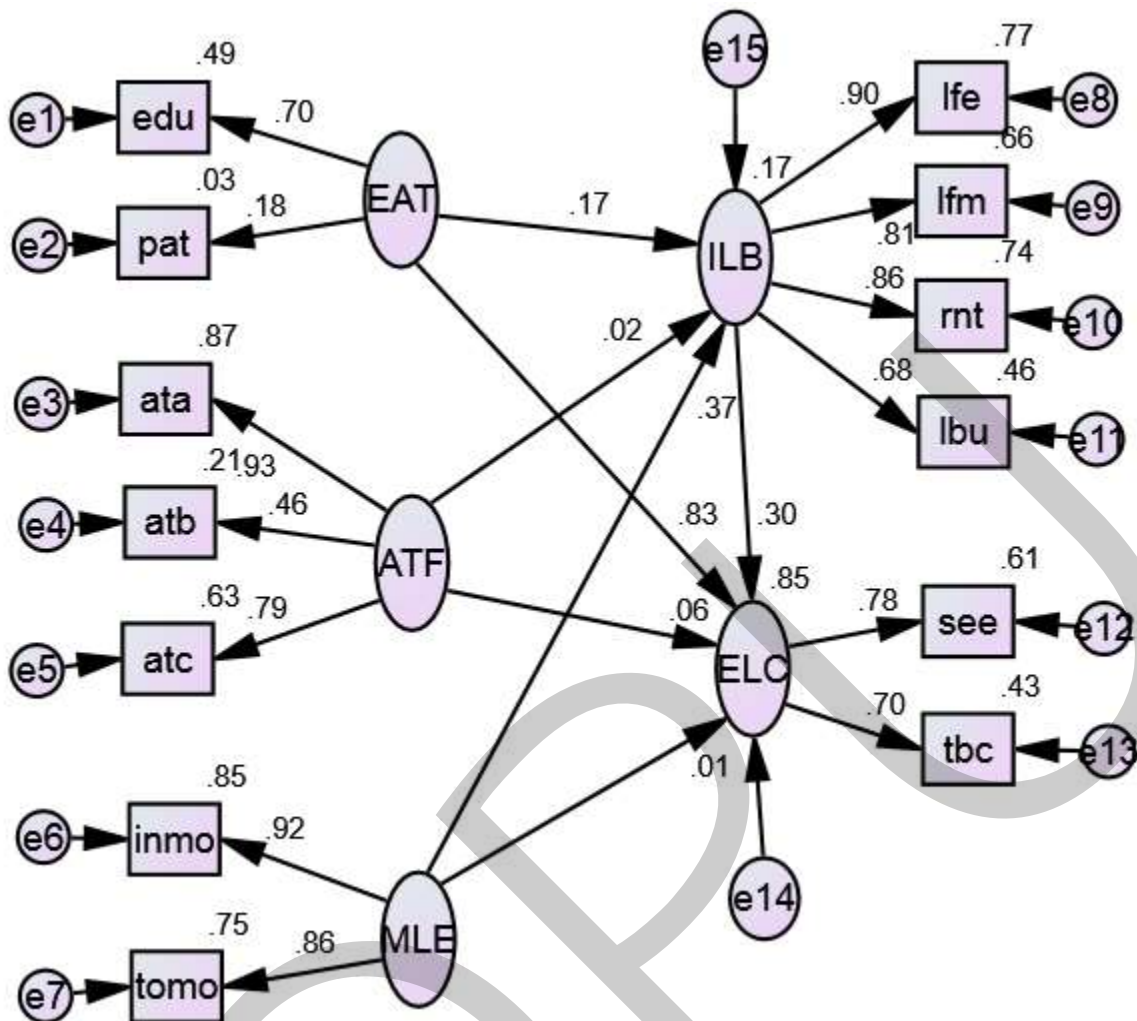 e15
.77
.49
e1
edu
.70
.90
lfe
e8
.66
.03
.17
EAT
pat
.18
e2
.17
ILB
lfm
e9
.81
.74
.86
rnt
e10
.87
.02
e3
ata
.68
.46
.37
lbu
e11
.21
.93
e4
atb
.46
.83
.30
ATF
.85
.61
.63
.79
.06
.78
see
e12
e5
atc
ELC
.43
.70
tbc
e13
.01
.85
e6
inmo
.92
e14
MLE
.75
.86
e7
tomo